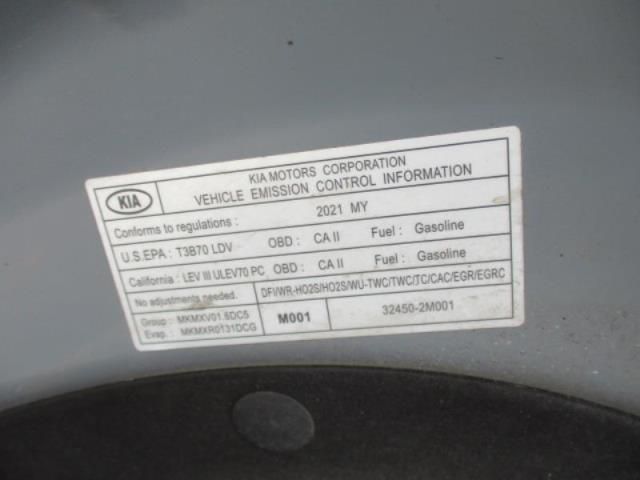 KIA
KIA MOTORS CORPORATION
VEHICLE EMISSION CONTROL INFORMATION
Conforms to regulations : 2021 MY
U.S.EPA : T3B70 LDV OBD : CA II Fuel : Gasoline
California : LEV III ULEV70 PC OBD : CA II Fuel : Gasoline
No adjustments needed. DFI/WR-HO2S/HO2S/WU-TWC/TWC/TC/CAC/EGR/EGRC
Group : MKMXV01.6DC5
Evap. : MKMXR0131DCG
M001 32450-2M001